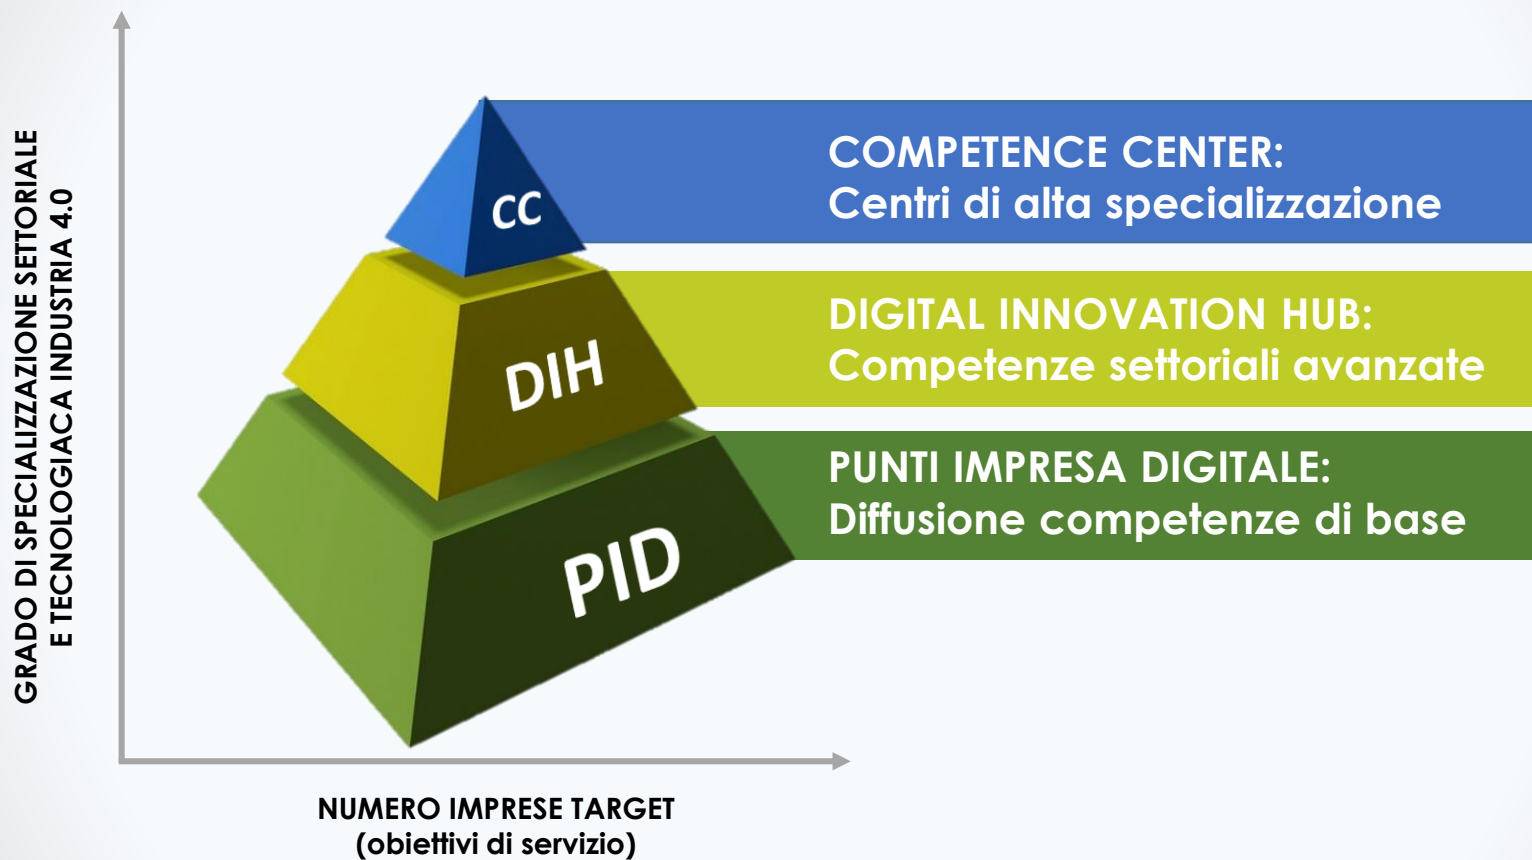 GRADO DI SPECIALIZZAZIONE SETTORIALE
E TECNOLOGIACA INDUSTRIA 4.0
CC
COMPETENCE CENTER:
Centri di alta specializzazione
DIH
DIGITAL INNOVATION HUB:
Competenze settoriali avanzate
PID
PUNTI IMPRESA DIGITALE:
Diffusione competenze di base
NUMERO IMPRESE TARGET
(obiettivi di servizio)